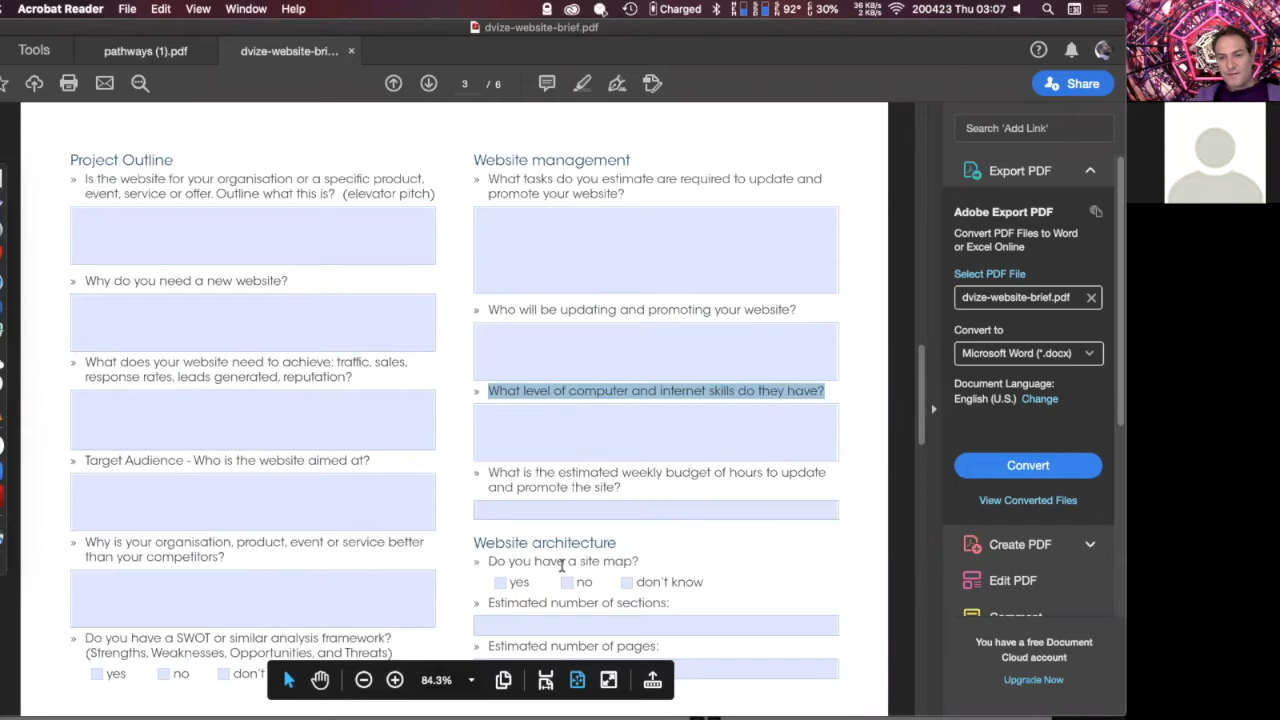 Acrobat Reader File Edit View Window Help Charged 92° 30% 36 KB/s 2 KB/s 200423 Thu 03:07
dvize-website-brief.pdf
Tools pathways (1).pdf dvize-website-bri... ×
3 / 6
Share
Project Outline
» Is the website for your organisation or a specific product,
event, service or offer. Outline what this is? (elevator pitch)
» Why do you need a new website?
» What does your website need to achieve: traffic, sales,
response rates, leads generated, reputation?
» Target Audience - Who is the website aimed at?
» Why is your organisation, product, event or service better
than your competitors?
» Do you have a SWOT or similar analysis framework?
(Strengths, Weaknesses, Opportunities, and Threats)
yes no don't
Website management
» What tasks do you estimate are required to update and
promote your website?
» Who will be updating and promoting your website?
» What level of computer and internet skills do they have?
» What is the estimated weekly budget of hours to update
and promote the site?
Website architecture
» Do you have a site map?
yes no don't know
» Estimated number of sections:
» Estimated number of pages:
84.3%
Search 'Add Link'
Export PDF
Adobe Export PDF
Convert PDF Files to Word
or Excel Online
Select PDF File
dvize-website-brief.pdf
Convert to
Microsoft Word (*.docx)
Document Language:
English (U.S.) Change
Convert
View Converted Files
Create PDF
Edit PDF
Comment
You have a free Document
Cloud account
Upgrade Now